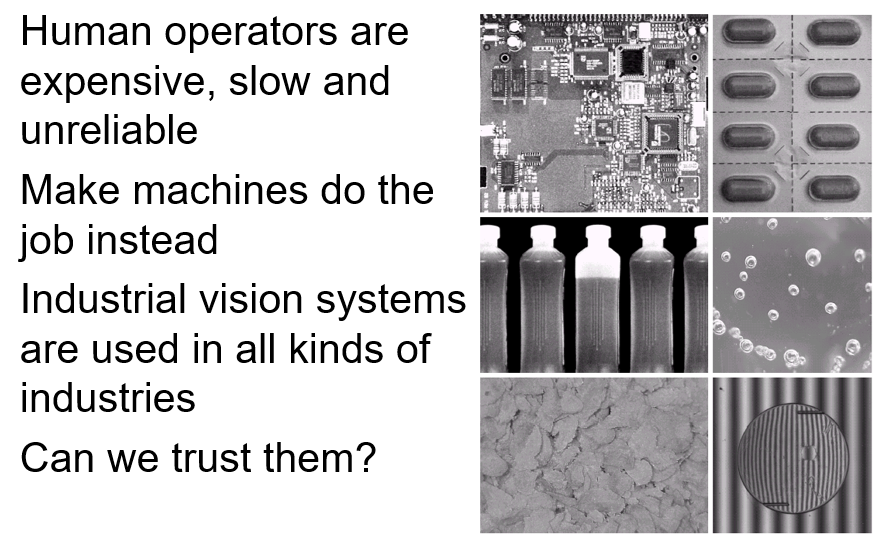 Human operators are
expensive, slow and
unreliable
Make machines do the
job instead
Industrial vision systems
are used in all kinds of
industries
Can we trust them?